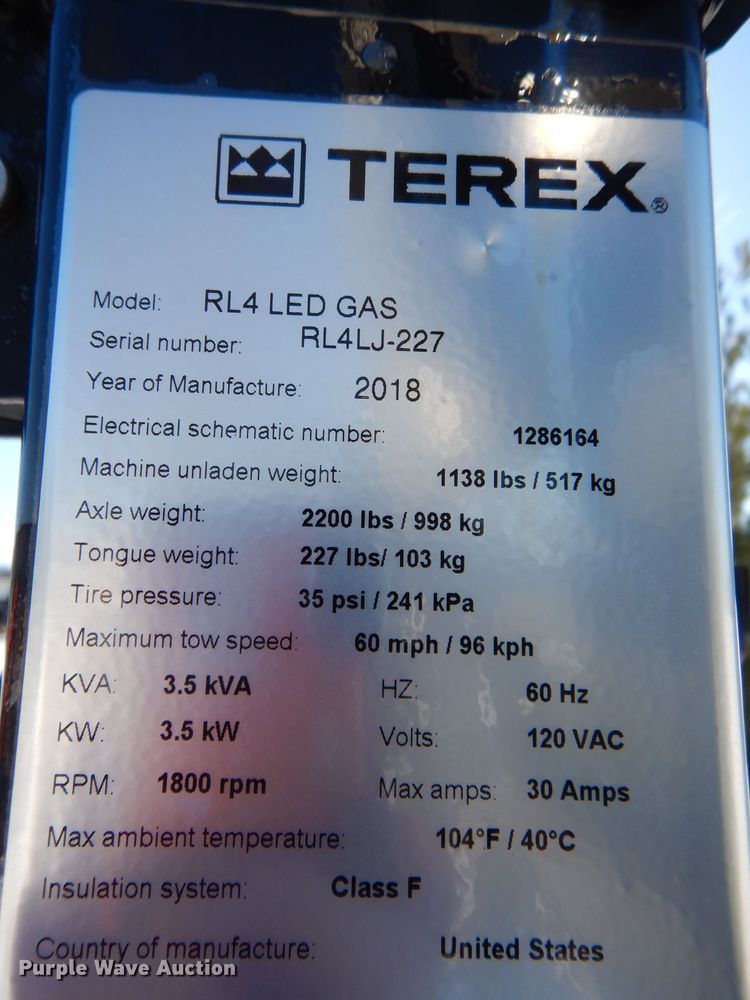 TEREX®
Model: RL4 LED GAS
Serial number: RL4LJ-227
Year of Manufacture: 2018
Electrical schematic number: 1286164
Machine unladen weight: 1138 lbs / 517 kg
Axle weight: 2200 lbs / 998 kg
Tongue weight: 227 lbs/ 103 kg
Tire pressure: 35 psi / 241 kPa
Maximum tow speed: 60 mph / 96 kph
KVA: 3.5 kVA HZ: 60 Hz
KW: 3.5 kW Volts: 120 VAC
RPM: 1800 rpm Max amps: 30 Amps
Max ambient temperature: 104°F / 40°C
Insulation system: Class F
Country of manufacture: United States
Purple Wave Auction